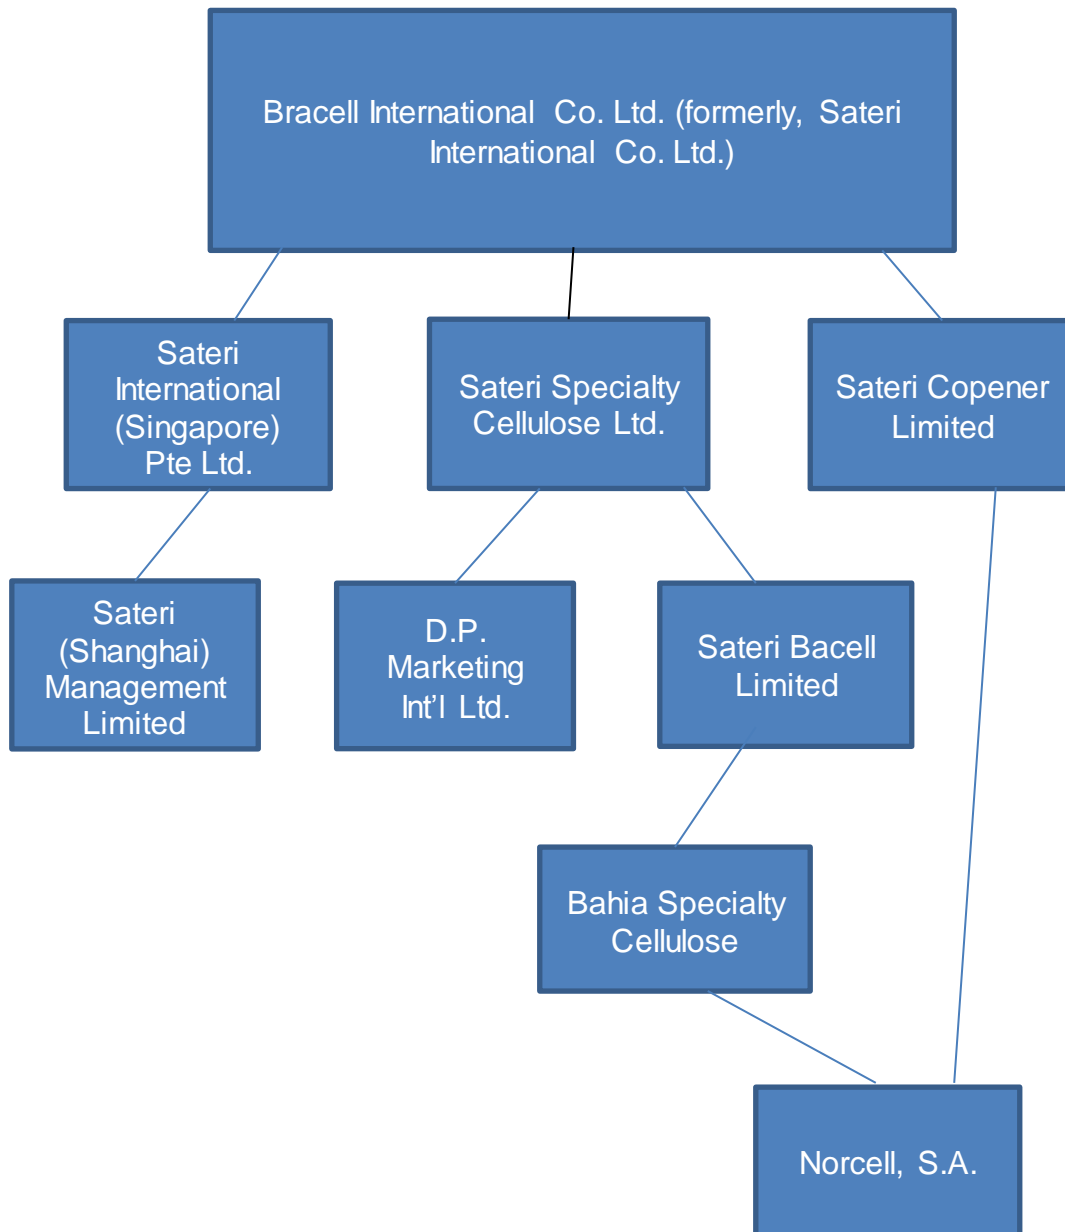 Bracell International Co. Ltd. (formerly, Sateri
International Co. Ltd.)
Sateri
International
(Singapore)
Pte Ltd.
Sateri Specialty
Cellulose Ltd.
Sateri Copener
Limited
Sateri
(Shanghai)
Management
Limited
D.P.
Marketing
Int’l Ltd.
Sateri Bacell
Limited
Bahia Specialty
Cellulose
Norcell, S.A.